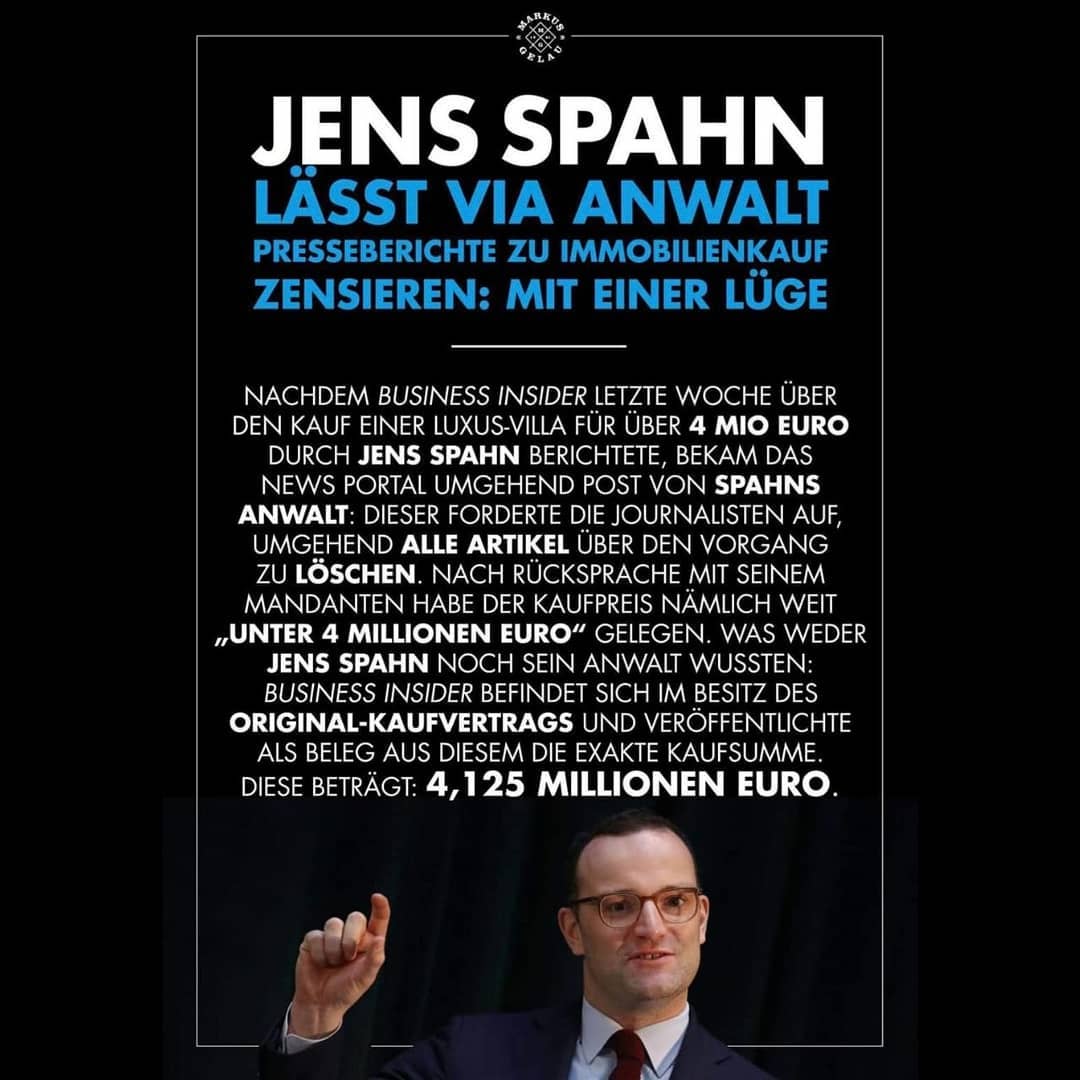 MARKUS
M
G
GELAU
JENS SPAHN
LÄSST VIA ANWALT
PRESSEBERICHTE ZU IMMOBILIENKAUF
ZENSIEREN: MIT EINER LÜGE
NACHDEM BUSINESS INSIDER LETZTE WOCHE ÜBER
DEN KAUF EINER LUXUS-VILLA FÜR ÜBER 4 MIO EURO
DURCH JENS SPAHN BERICHTETE, BEKAM DAS
NEWS PORTAL UMGEHEND POST VON SPAHNS
ANWALT: DIESER FORDERTE DIE JOURNALISTEN AUF,
UMGEHEND ALLE ARTIKEL ÜBER DEN VORGANG
ZU LÖSCHEN. NACH RÜCKSPRACHE MIT SEINEM
MANDANTEN HABE DER KAUFPREIS NÄMLICH WEIT
„UNTER 4 MILLIONEN EURO“ GELEGEN. WAS WEDER
JENS SPAHN NOCH SEIN ANWALT WUSSTEN:
BUSINESS INSIDER BEFINDET SICH IM BESITZ DES
ORIGINAL-KAUFVERTRAGS UND VERÖFFENTLICHTE
ALS BELEG AUS DIESEM DIE EXAKTE KAUFSUMME.
DIESE BETRÄGT: 4,125 MILLIONEN EURO.